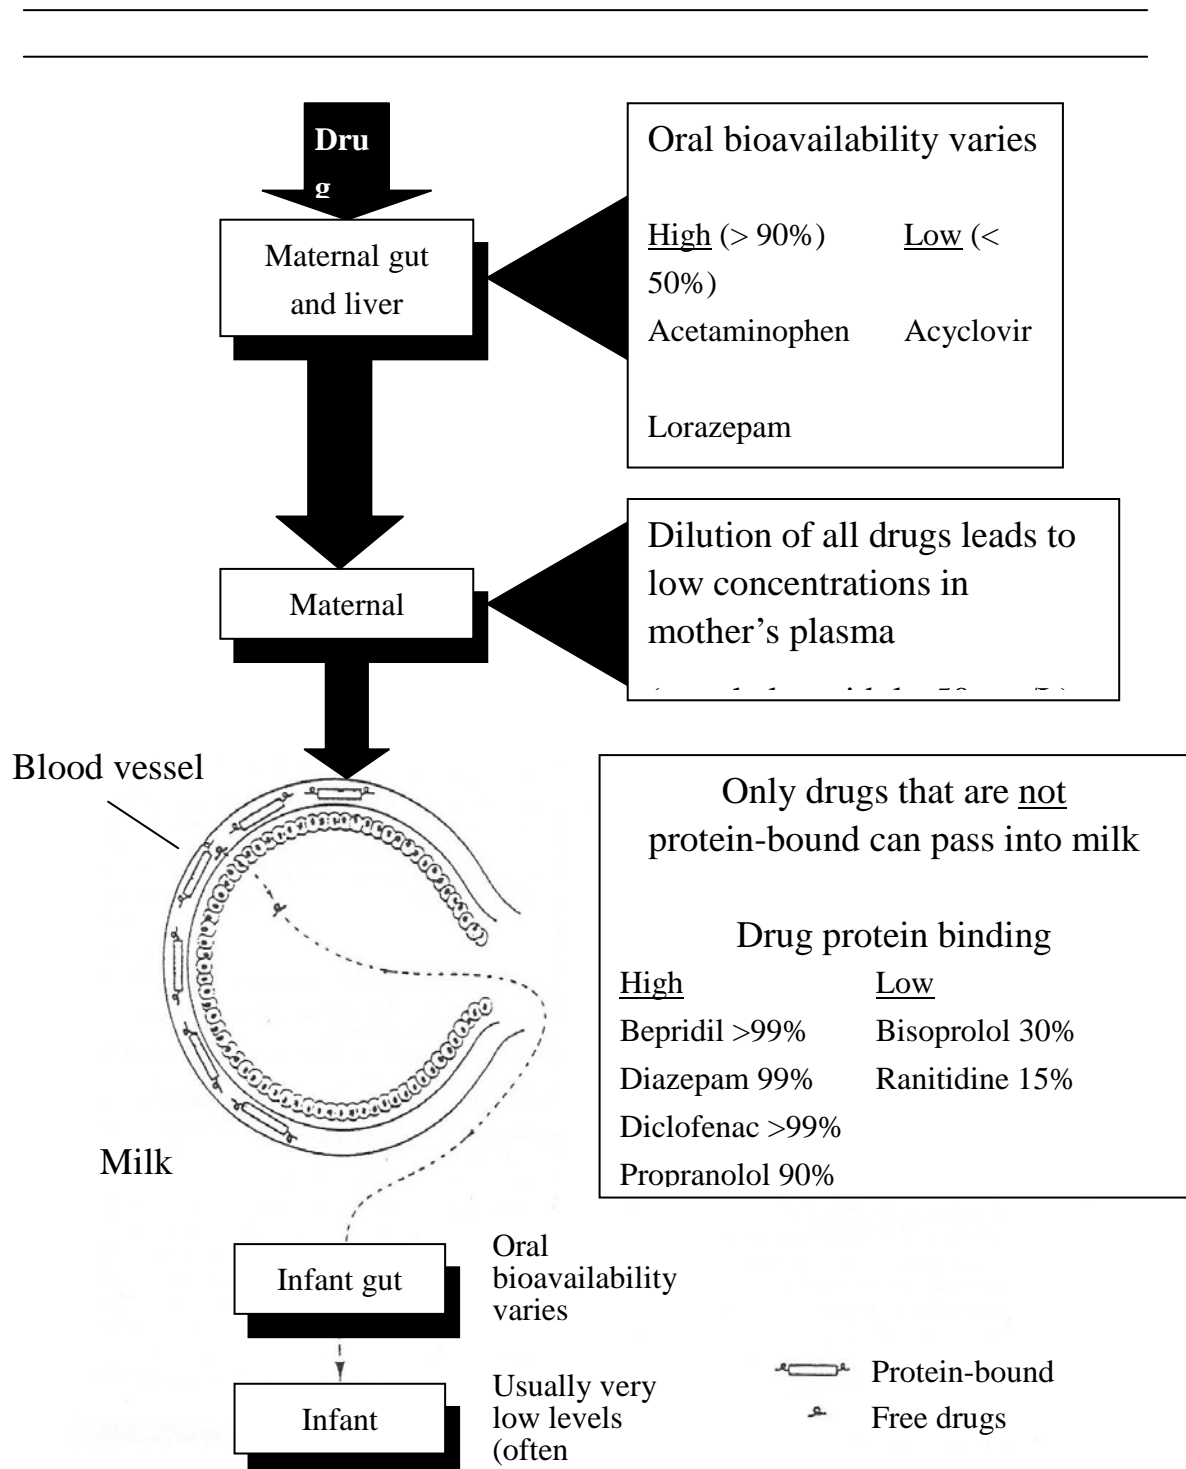 Dru
g
Maternal gut
and liver
Oral bioavailability varies
High (> 90%) Low (<
50%)
Acetaminophen Acyclovir
Lorazepam
Maternal
Dilution of all drugs leads to
low concentrations in
mother’s plasma
Blood vessel
Only drugs that are not
protein-bound can pass into milk
Drug protein binding
High Low
Bepridil >99% Bisoprolol 30%
Diazepam 99% Ranitidine 15%
Diclofenac >99%
Propranolol 90%
Milk
Infant gut
Oral
bioavailability
varies
Infant
Usually very
low levels
(often
Protein-bound
Free drugs